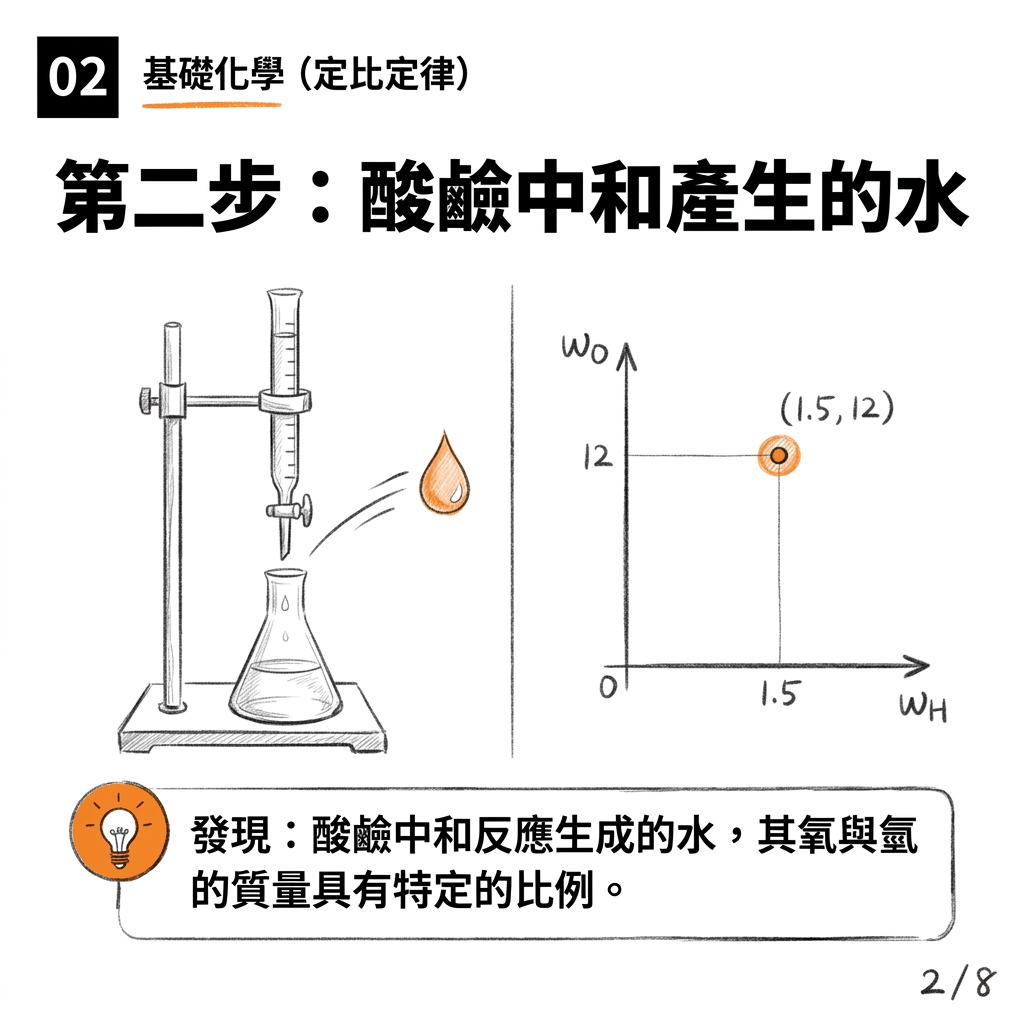 02
基礎化學（定比定律）
第二步：酸鹼中和產生的水
WO
(1.5, 12)
12
0
1.5
WH
發現：酸鹼中和反應生成的水，其氧與氫
的質量具有特定的比例。
2/8